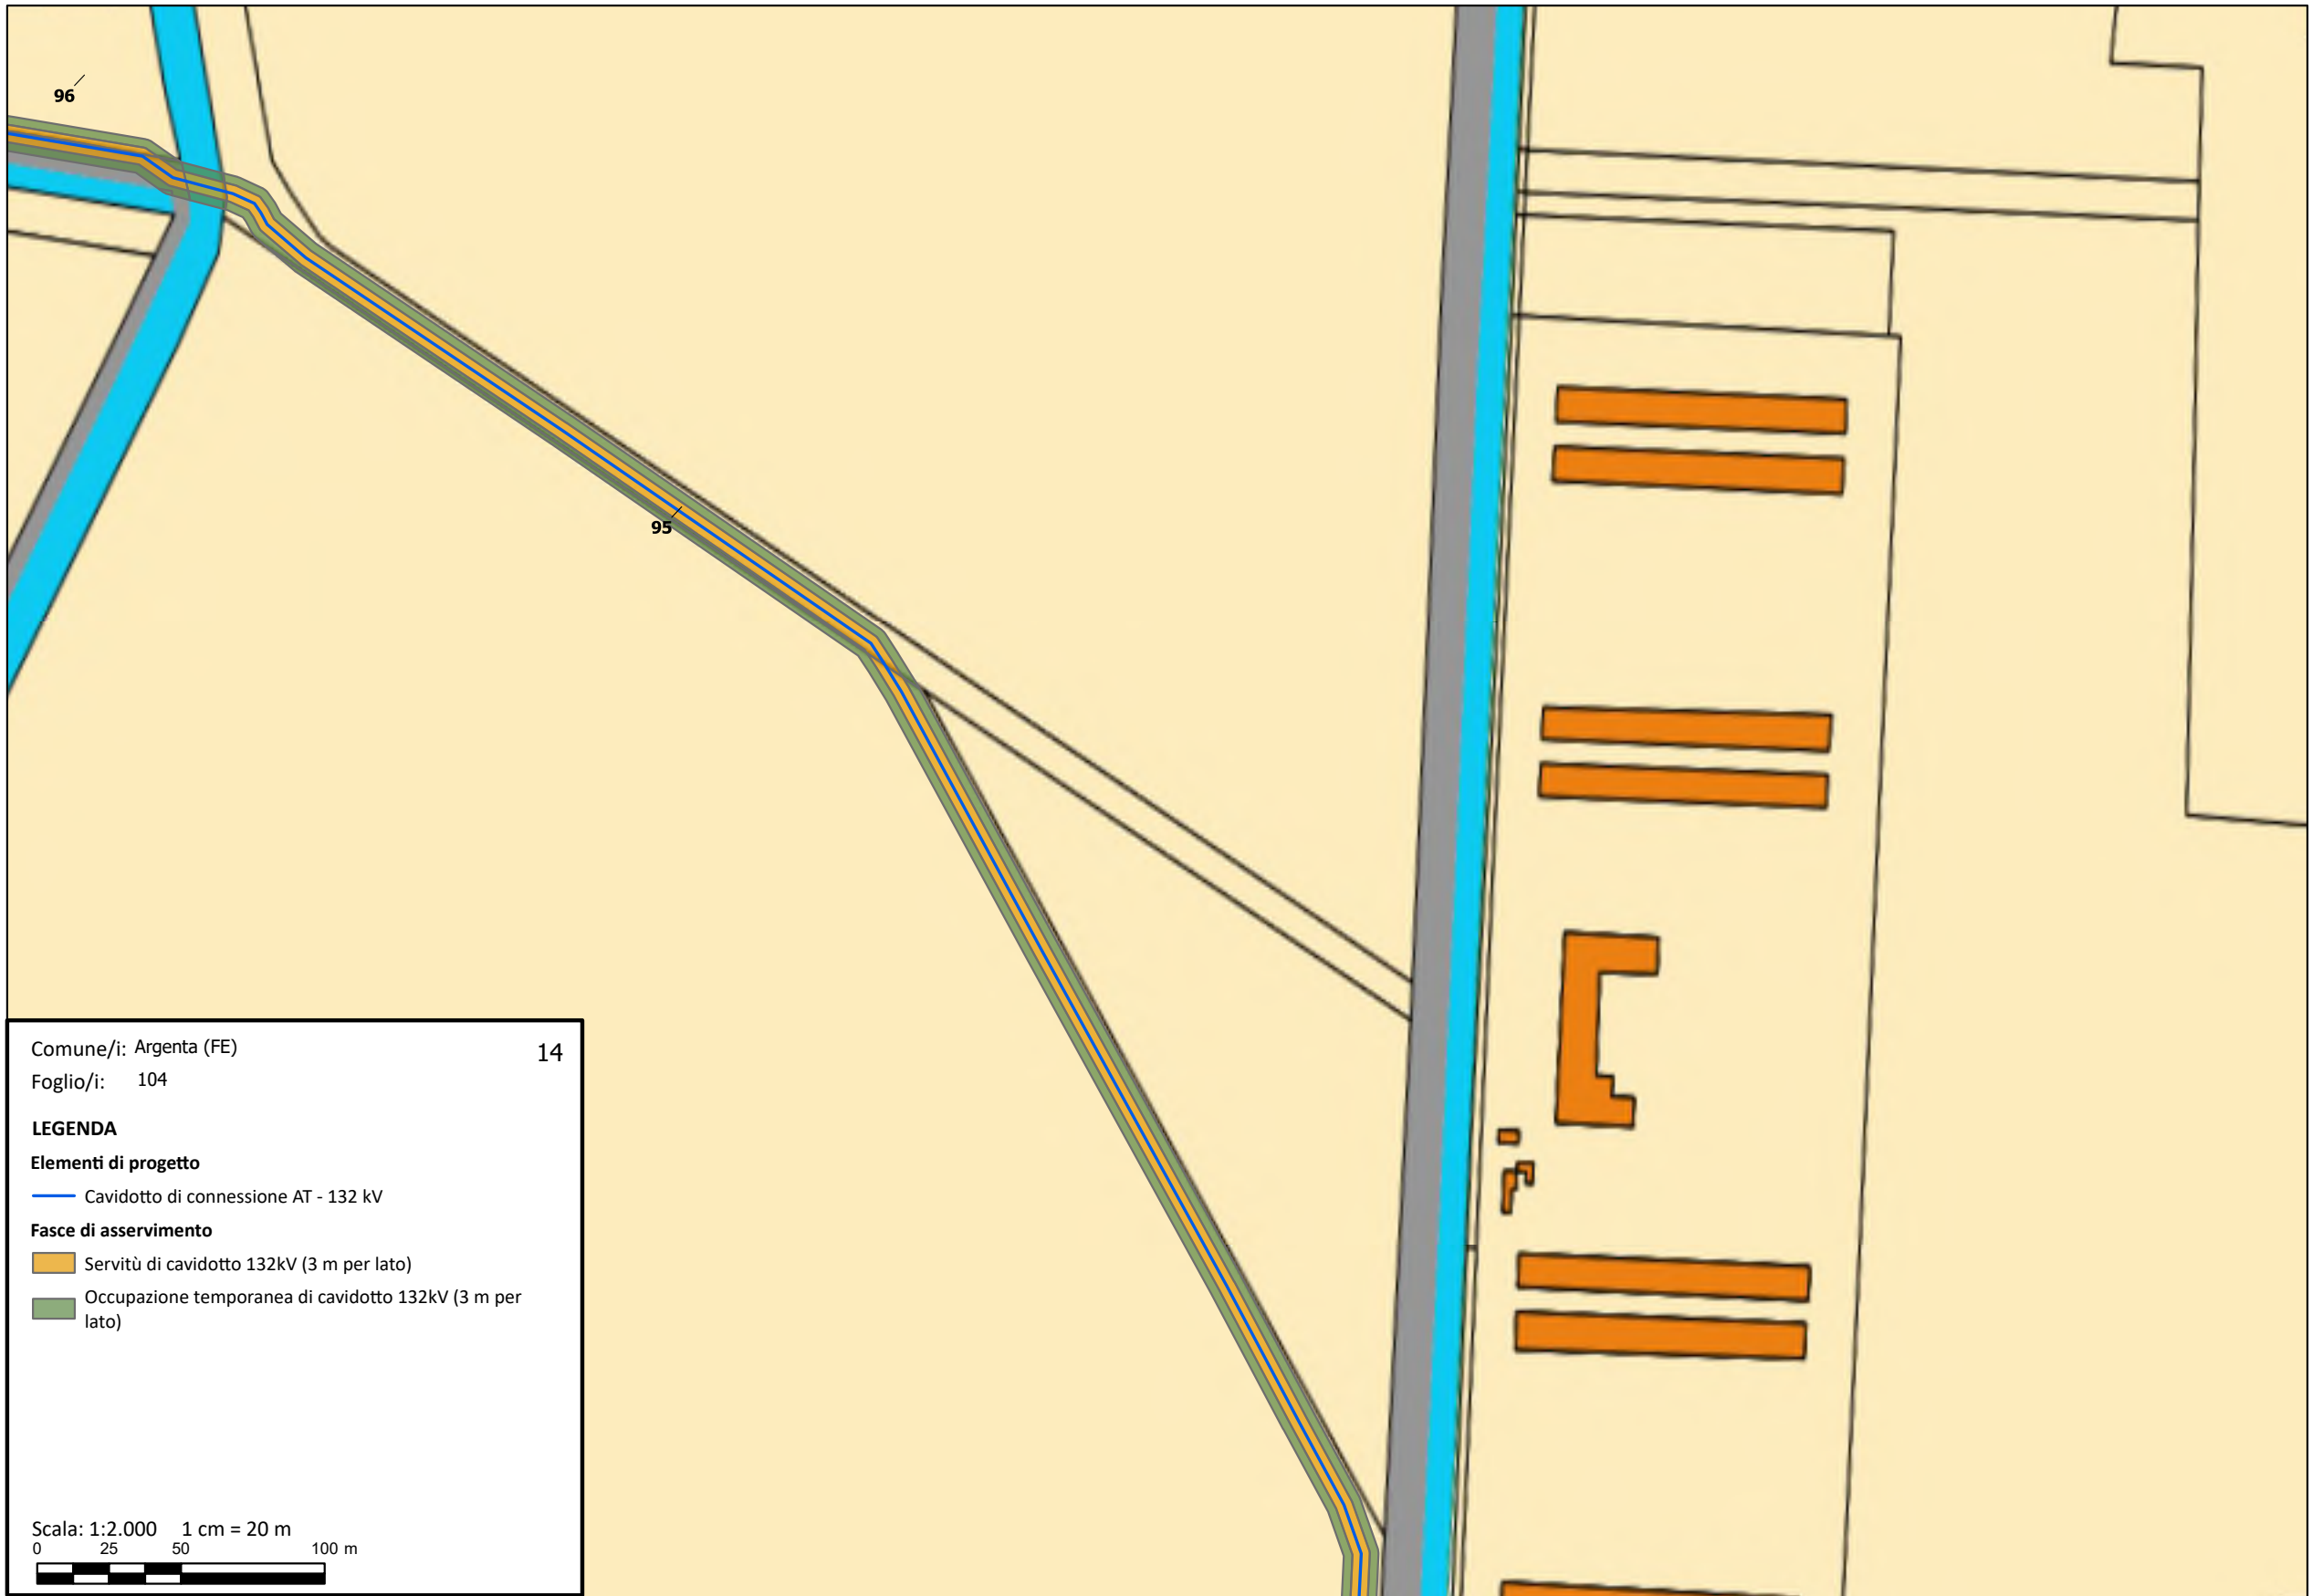 96
95
Comune/i: Argenta (FE)
14
Foglio/i: 104
LEGENDA
Elementi di progetto
Cavidotto di connessione AT - 132 kV
Fasce di asservimento
Servitù di cavidotto 132kV (3 m per lato)
Occupazione temporanea di cavidotto 132kV (3 m per
lato)
Scala: 1:2.000 1 cm = 20 m
0 25 50 100 m